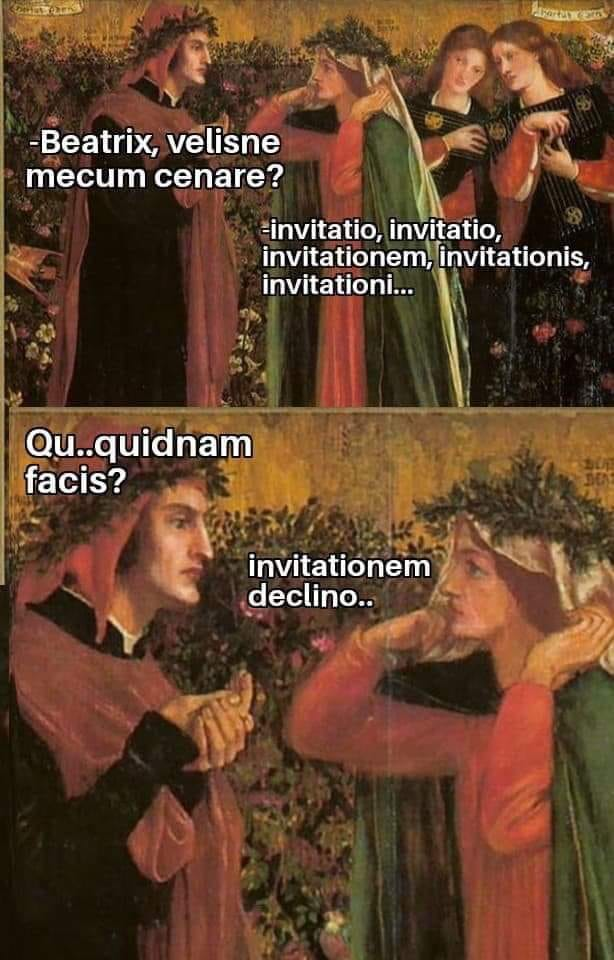 -Beatrix, velisne
mecum cenare?
-invitatio, invitatio,
invitationem, invitationis,
invitationi...
Qu..quidnam
facis?
invitationem
declino..